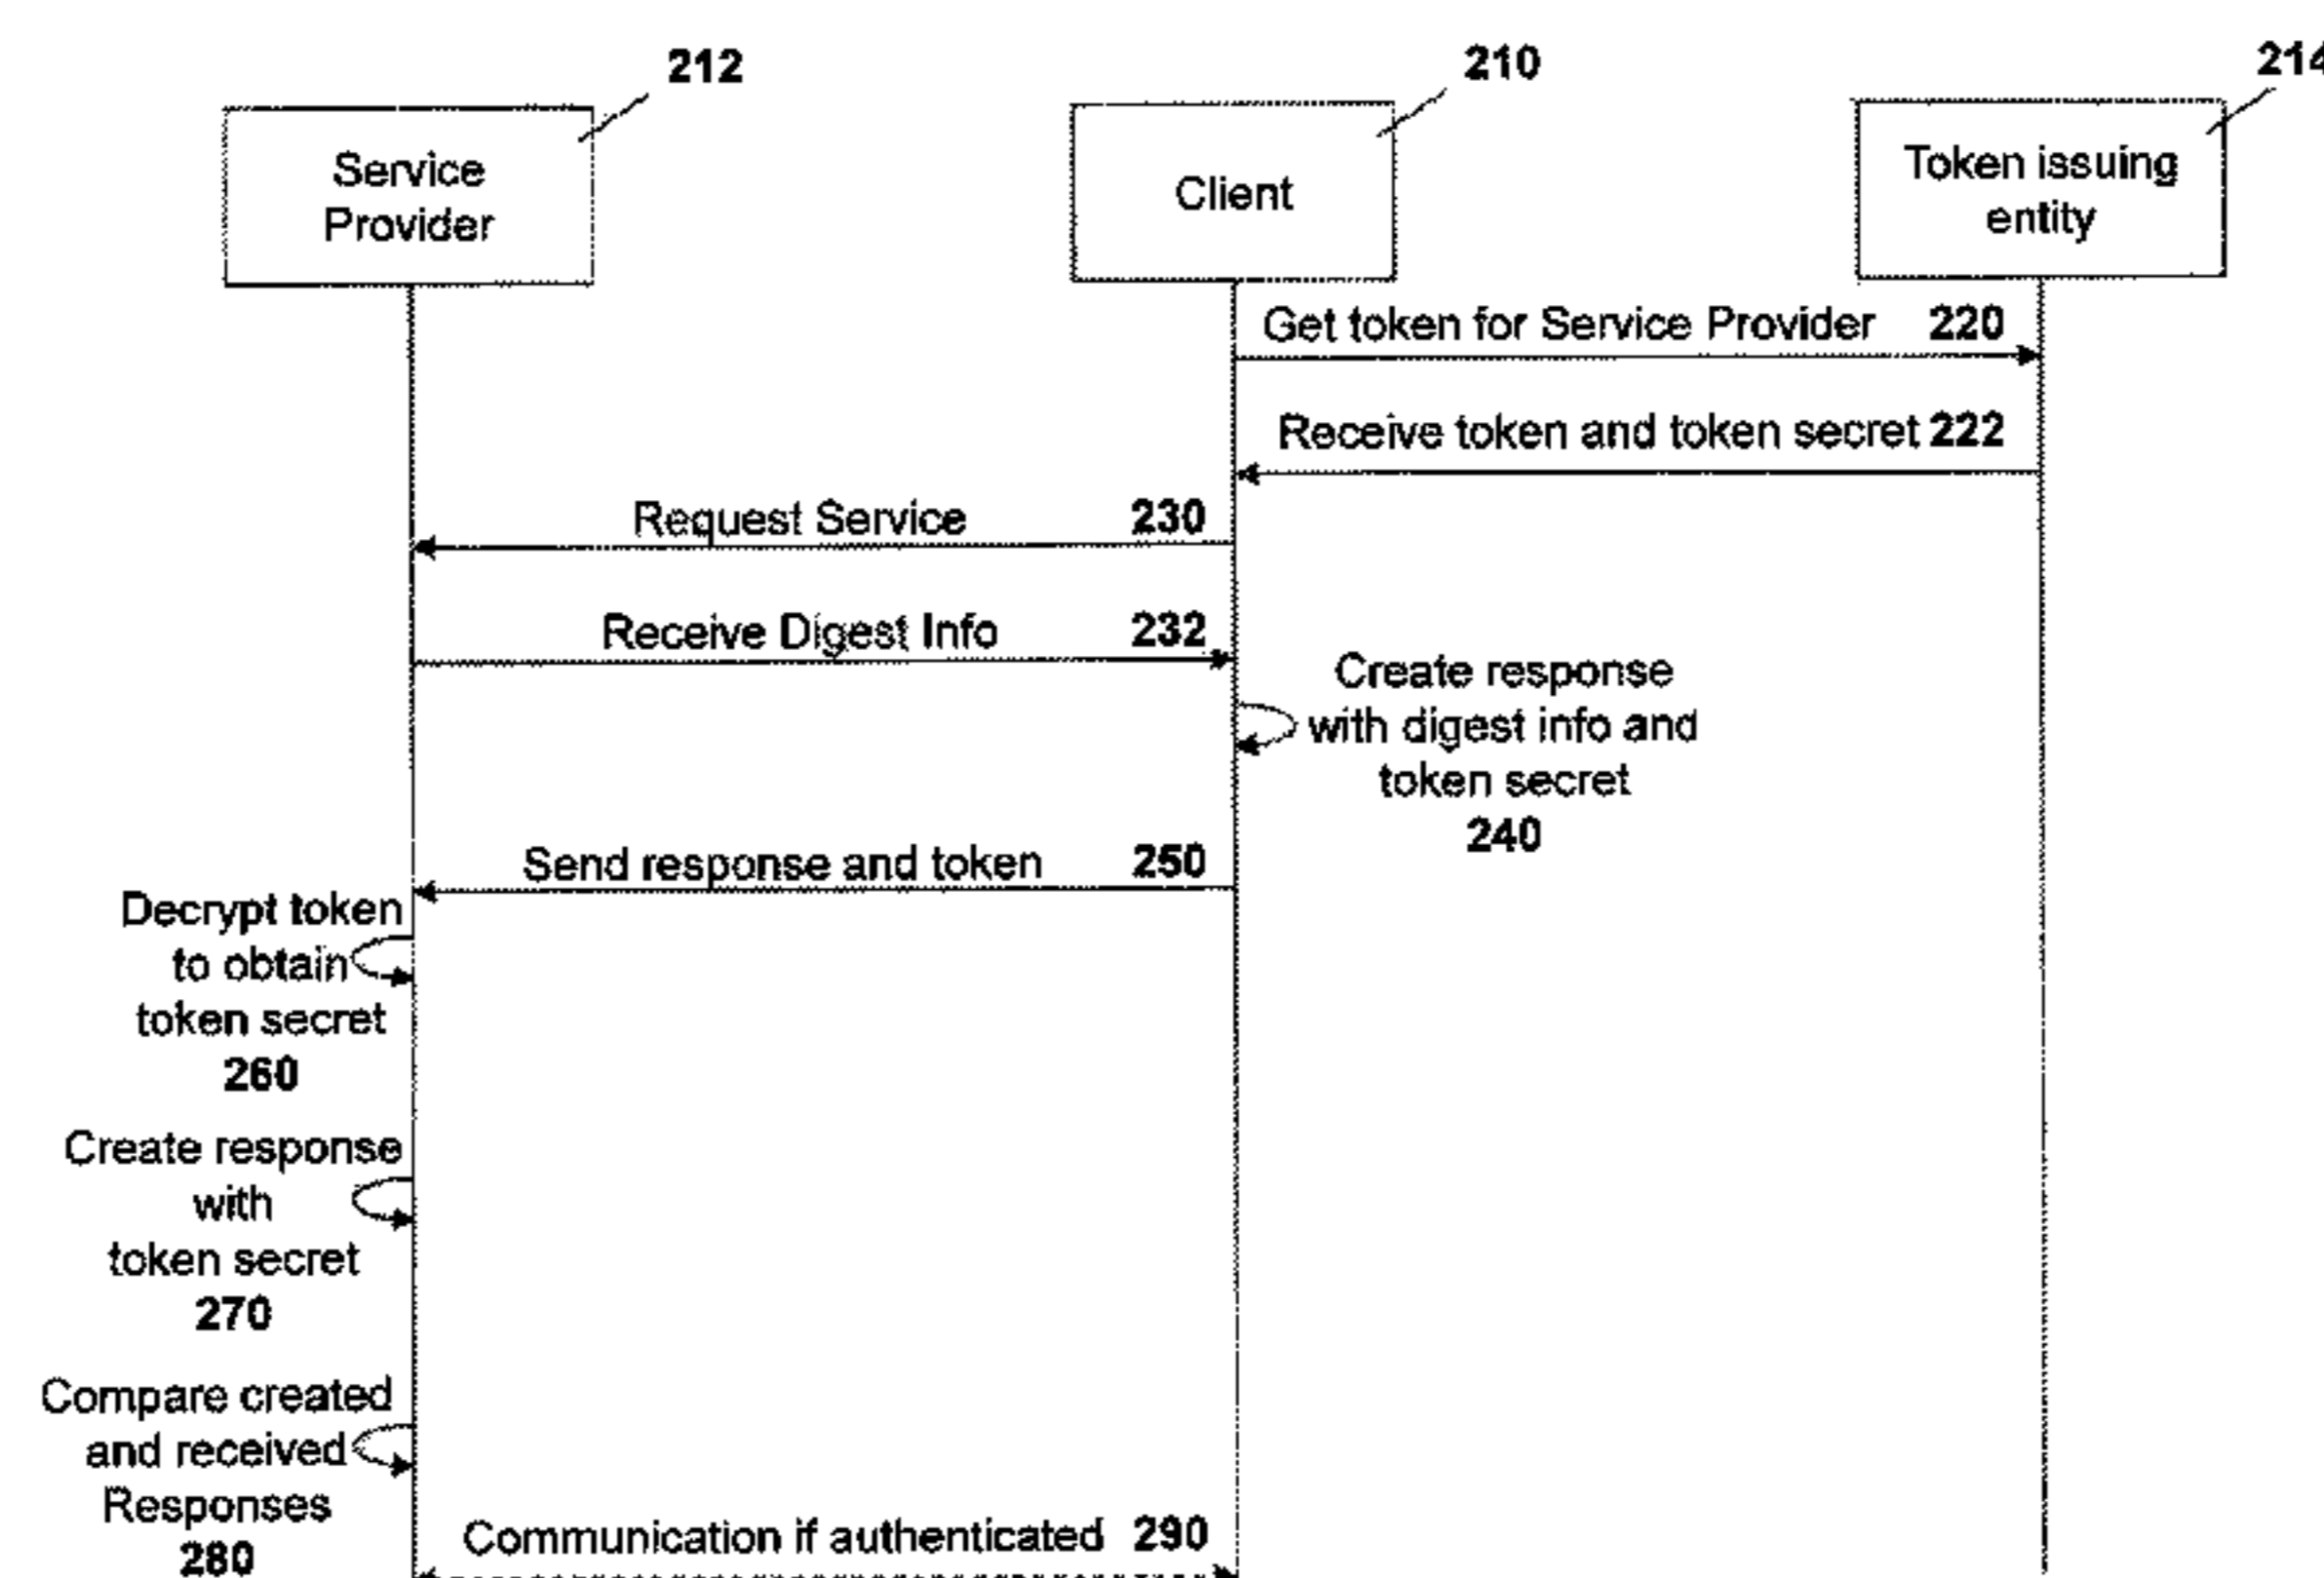 212
210
214
Service
Provider
Client
Token issuing
entity
Get token for Service Provider 220
Receive token and token secret 222
Request Service 230
Receive Digest Info 232
Create response
with digest info and
token secret
240
Send response and token 250
Decrypt token
to obtain
token secret
260
Create response
with
token secret
270
Compare created
and received
Responses
280
Communication if authenticated 290